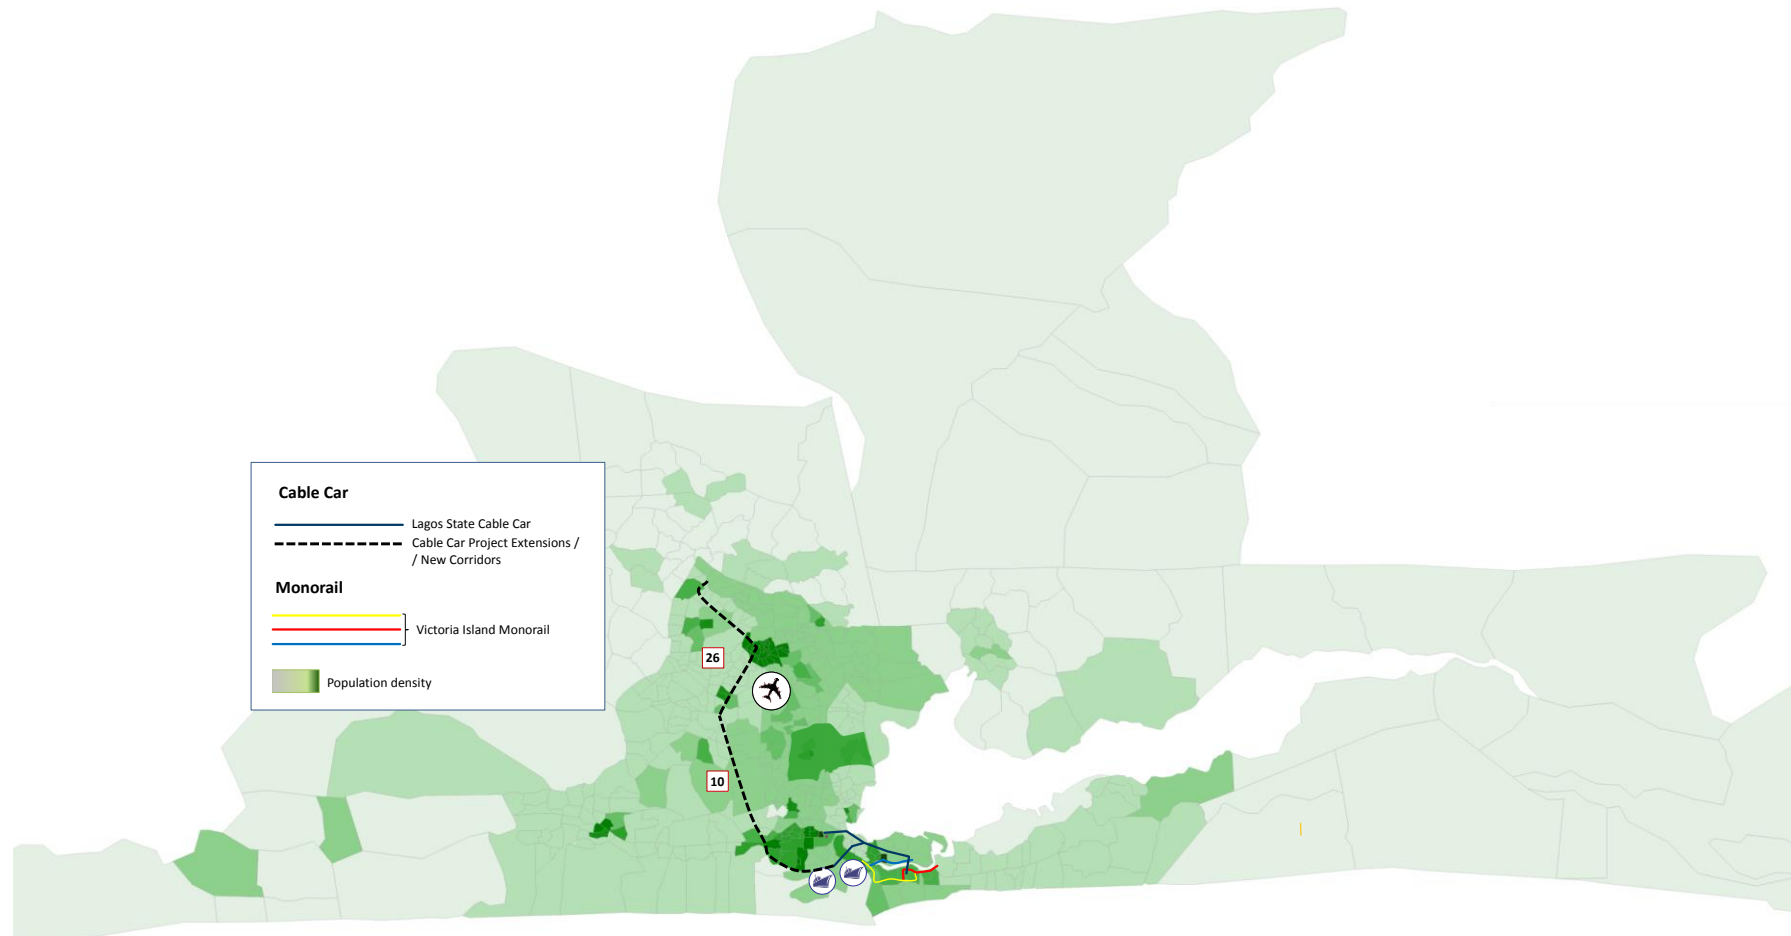 Cable Car
Lagos State Cable Car
Cable Car Project Extensions /
/ New Corridors
Monorail
Victoria Island Monorail
Population density
26
10